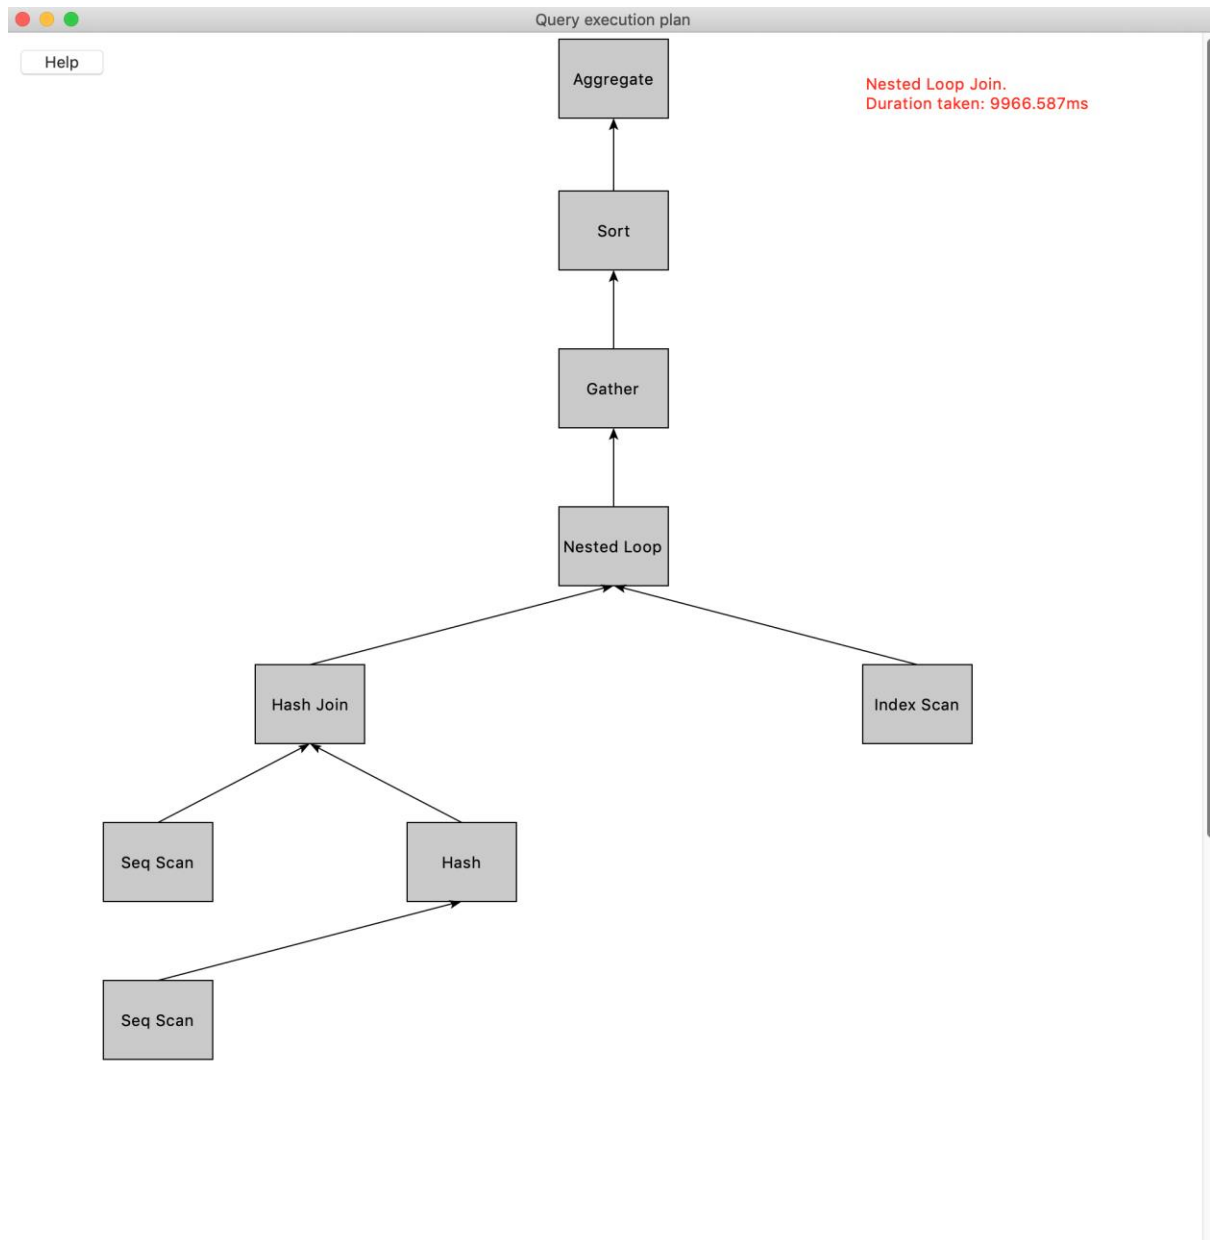 Query execution plan
Help
Aggregate
Nested Loop Join.
Duration taken: 9966.587ms
Sort
Gather
Nested Loop
Hash Join
Index Scan
Seq Scan
Hash
Seq Scan